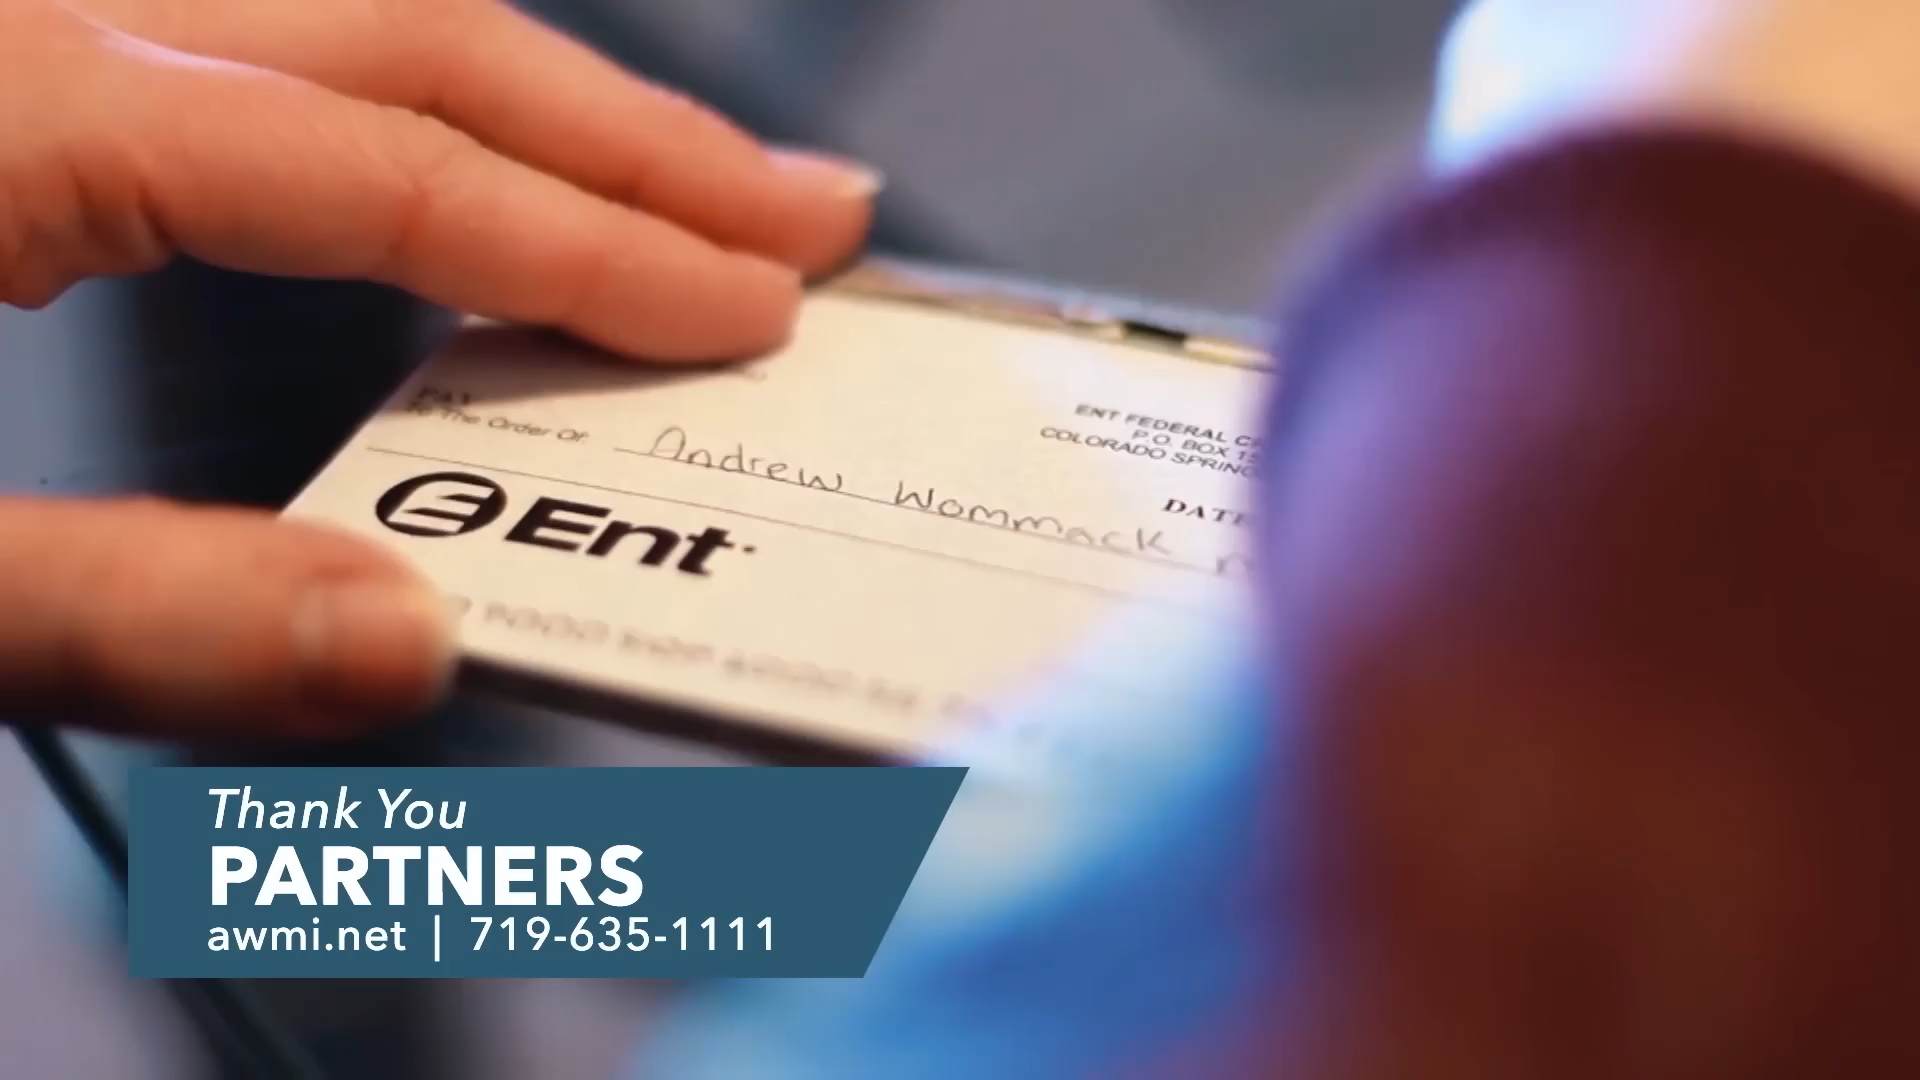 ENT FEDERAL
P.O. BOX
COLORADO
DATE
PAY
To The Order Of Andrew Wommack
Ent
Thank You
PARTNERS
awmi.net | 719-635-1111